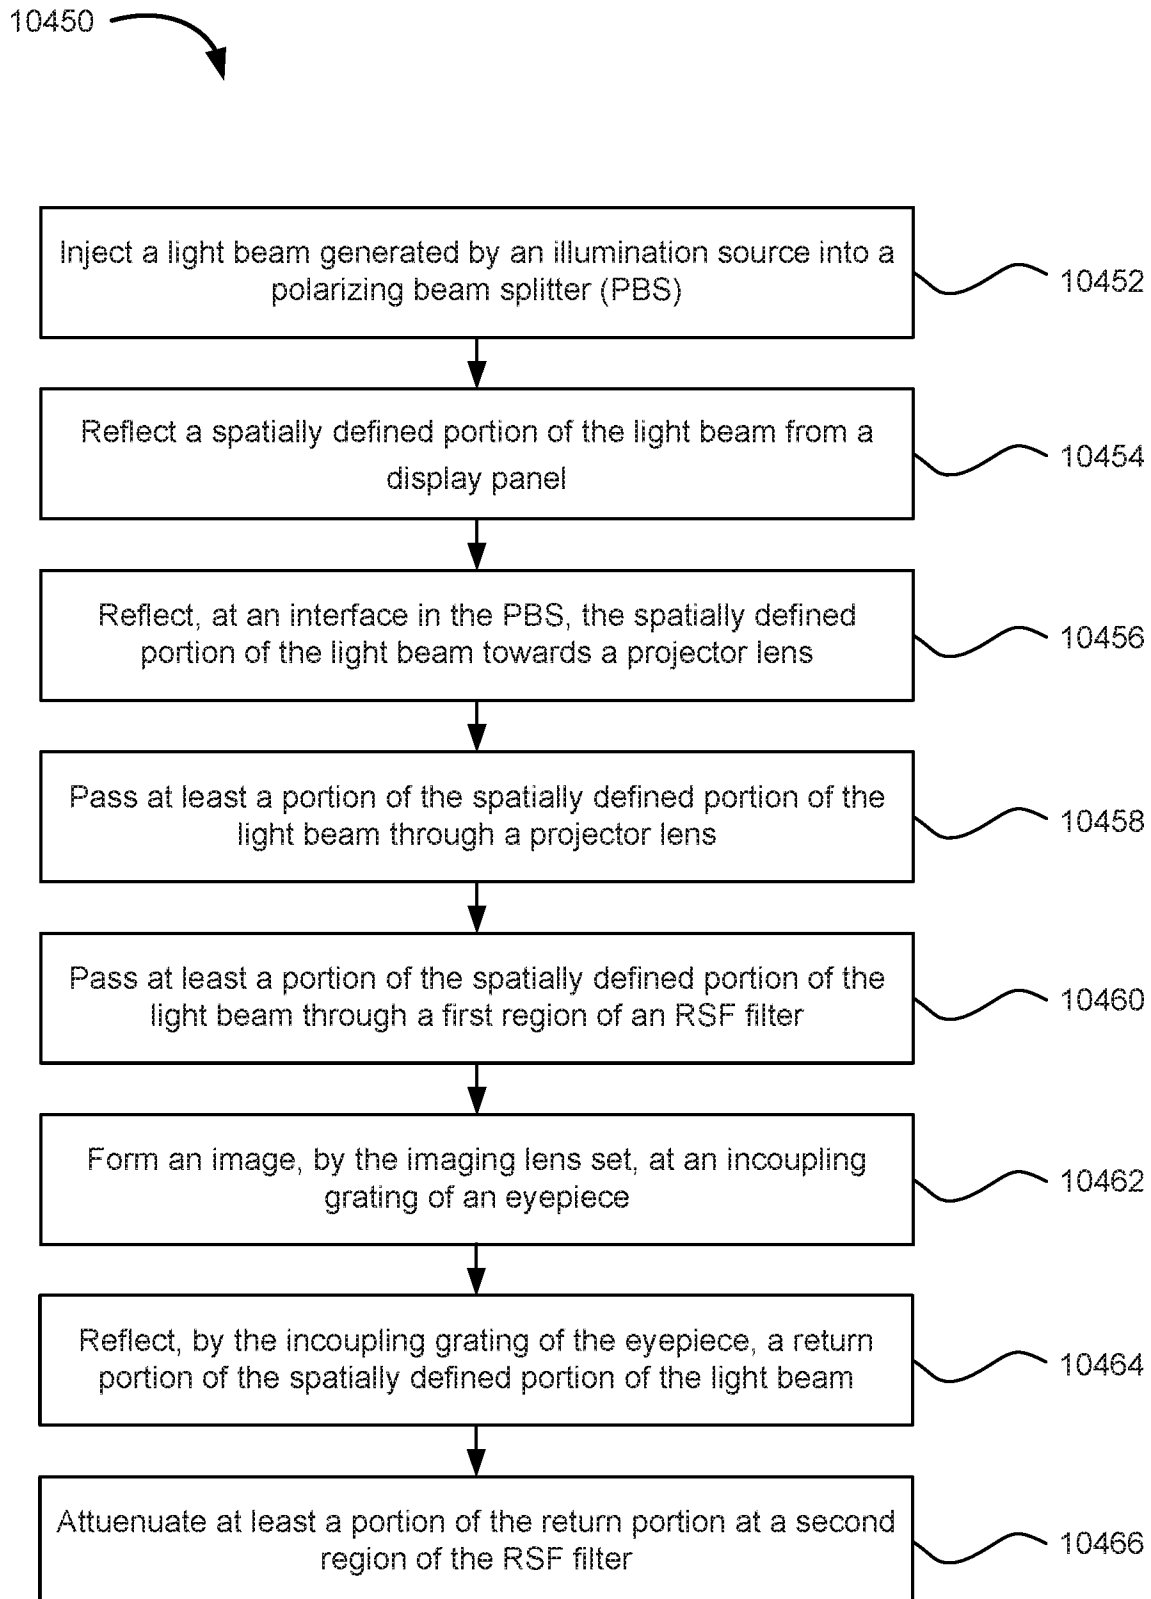 10450
Inject a light beam generated by an illumination source into a
polarizing beam splitter (PBS)
10452
Reflect a spatially defined portion of the light beam from a
display panel
10454
Reflect, at an interface in the PBS, the spatially defined
portion of the light beam towards a projector lens
10456
Pass at least a portion of the spatially defined portion of the
light beam through a projector lens
10458
Pass at least a portion of the spatially defined portion of the
light beam through a first region of an RSF filter
10460
Form an image, by the imaging lens set, at an incoupling
grating of an eyepiece
10462
Reflect, by the incoupling grating of the eyepiece, a return
portion of the spatially defined portion of the light beam
10464
Attuenuate at least a portion of the return portion at a second
region of the RSF filter
10466